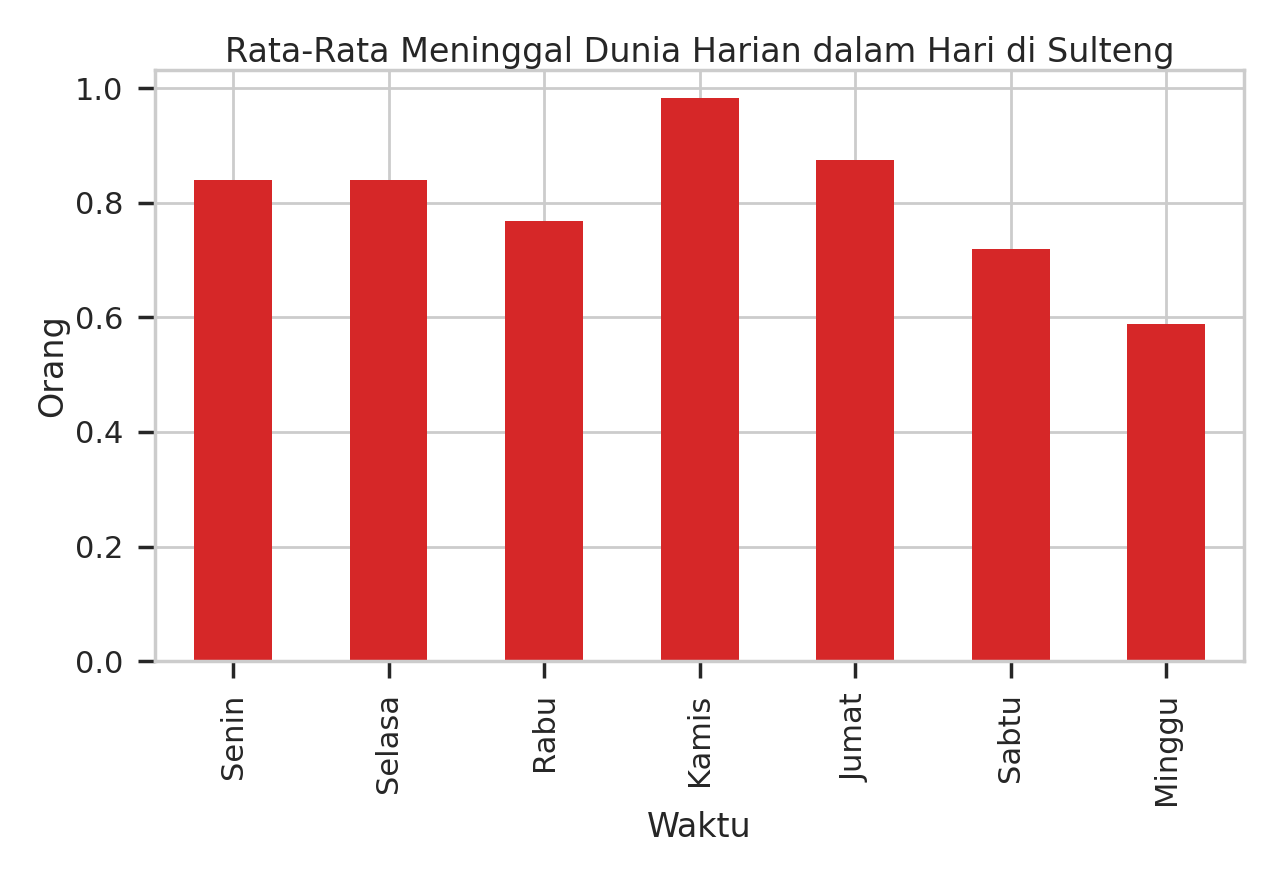 Rata-Rata Meninggal Dunia Harian dalam Hari di Sulteng
Orang
1.0
0.8
0.6
0.4
0.2
0.0
Senin
Selasa
Rabu
Kamis
Jumat
Sabtu
Minggu
Waktu